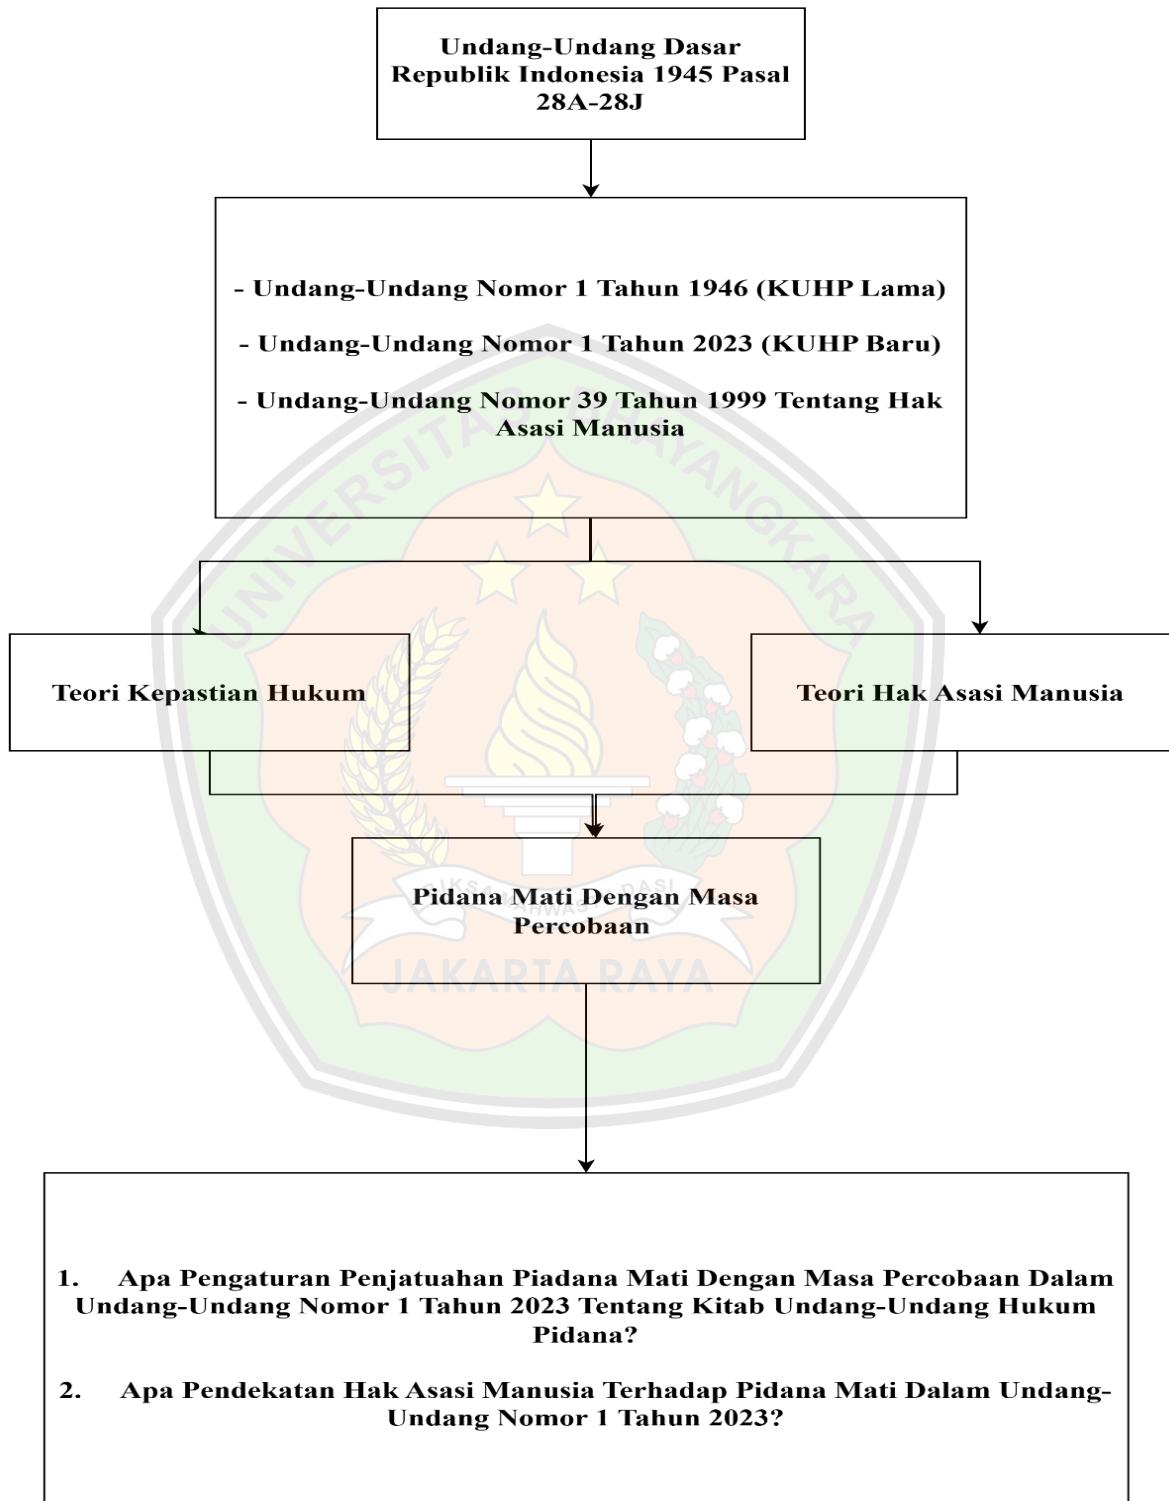 Undang-Undang Dasar
Republik Indonesia 1945 Pasal
28A-28J
- Undang-Undang Nomor 1 Tahun 1946 (KUHP Lama)
- Undang-Undang Nomor 1 Tahun 2023 (KUHP Baru)
- Undang-Undang Nomor 39 Tahun 1999 Tentang Hak
Asasi Manusia
UNIVERSITAS BHAYANGKARA
Teori Kepastian Hukum
Teori Hak Asasi Manusia
Pidana Mati Dengan Masa
Percobaan
JAKARTA RAYA
1. Apa Pengaturan Penjatuahan Piadana Mati Dengan Masa Percobaan Dalam
Undang-Undang Nomor 1 Tahun 2023 Tentang Kitab Undang-Undang Hukum
Pidana?
2. Apa Pendekatan Hak Asasi Manusia Terhadap Pidana Mati Dalam Undang-
Undang Nomor 1 Tahun 2023?